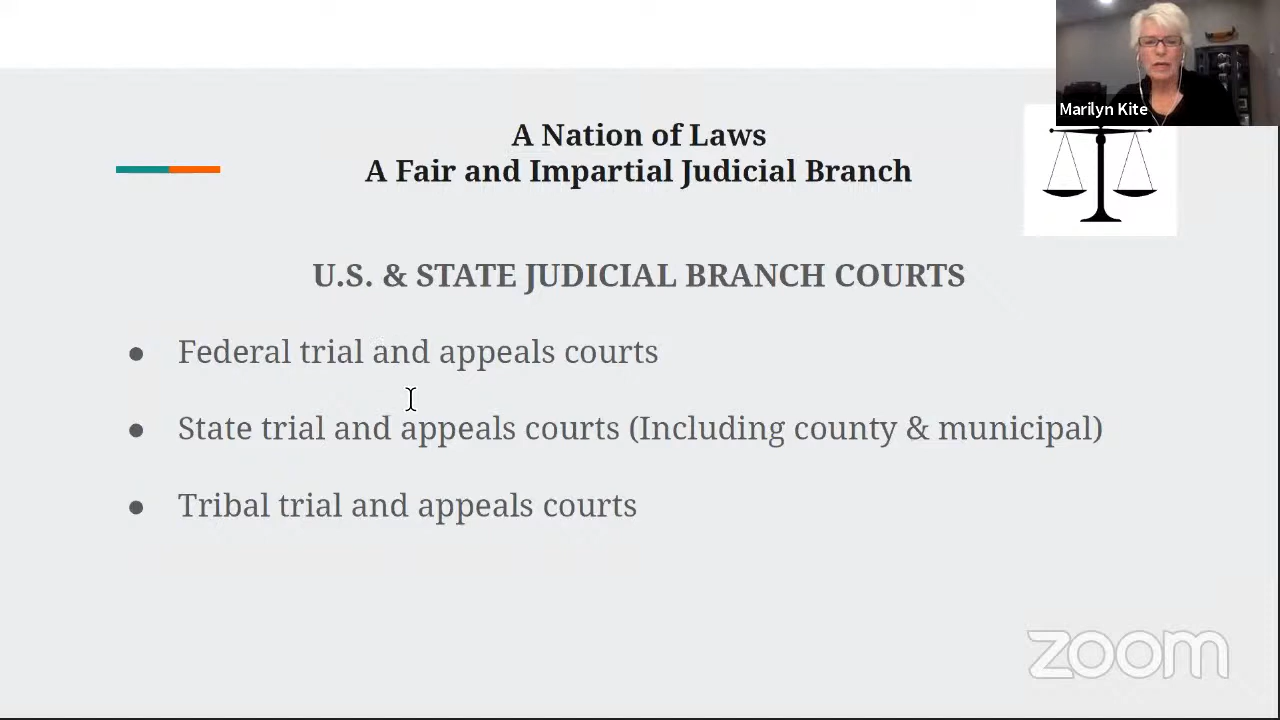 Marilyn Kite
A Nation of Laws
A Fair and Impartial Judicial Branch
U.S. & STATE JUDICIAL BRANCH COURTS
● Federal trial and appeals courts
● State trial and appeals courts (Including county & municipal)
● Tribal trial and appeals courts
zoom